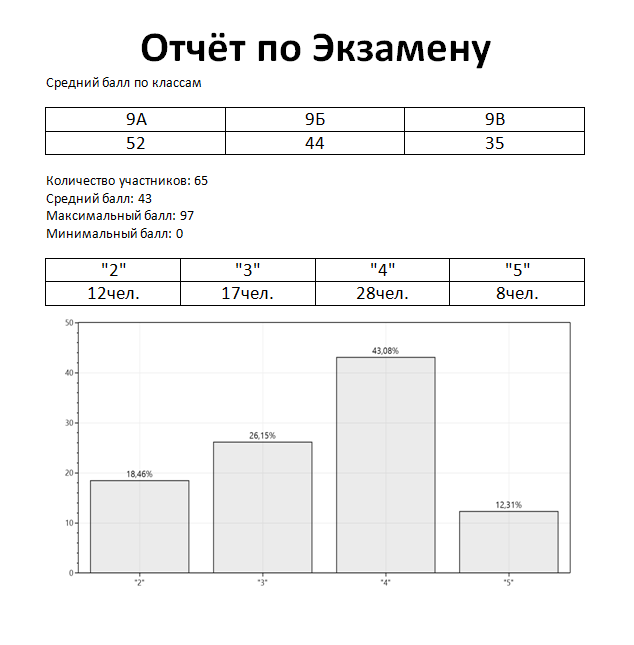 Отчёт по Экзамену
Средний балл по классам
9А 9Б 9В
52 44 35
Количество участников: 65
Средний балл: 43
Максимальный балл: 97
Минимальный балл: 0
"2" "3" "4" "5"
12чел. 17чел. 28чел. 8чел.
50
43,08%
40
30
26,15%
20
18,46%
12,31%
10
0
"2" "3" "4" "5"